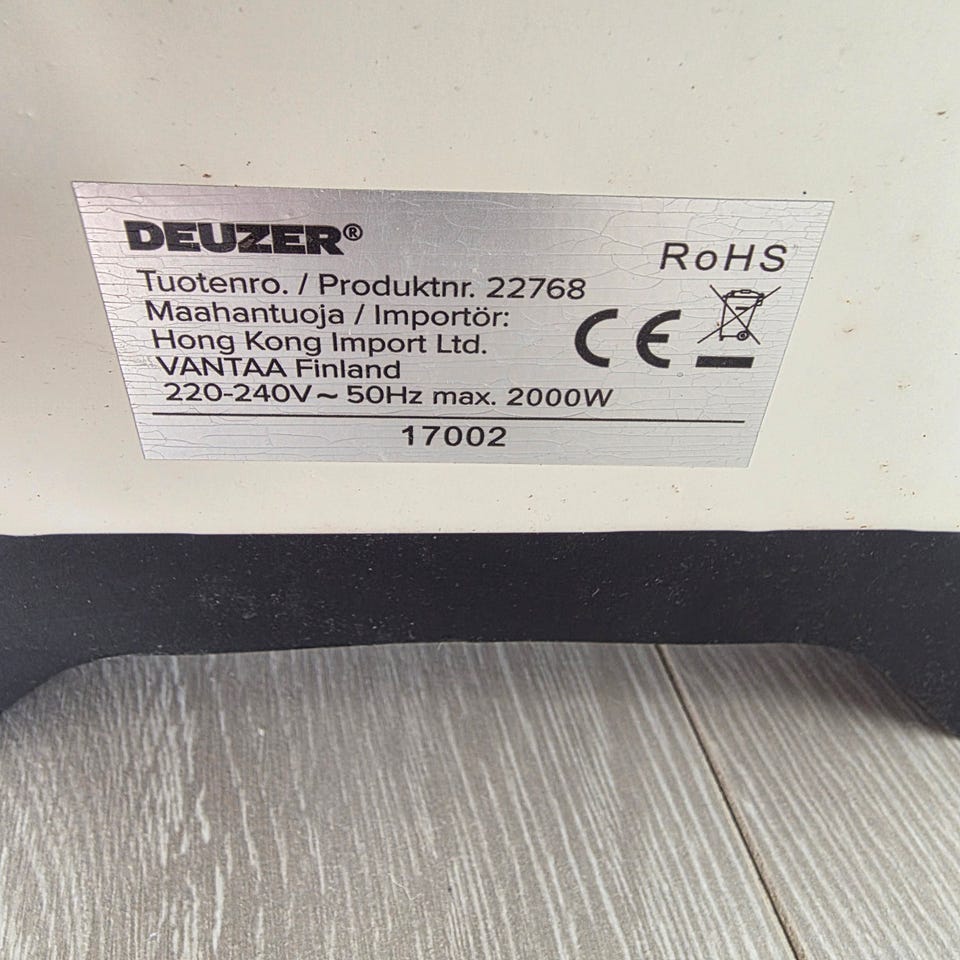 DEUZER®
RoHS
Tuotenro. / Produktnr. 22768
Maahantuoja / Importör:
Hong Kong Import Ltd.
VANTAA Finland
CE
220-240V~ 50Hz max. 2000W
17002